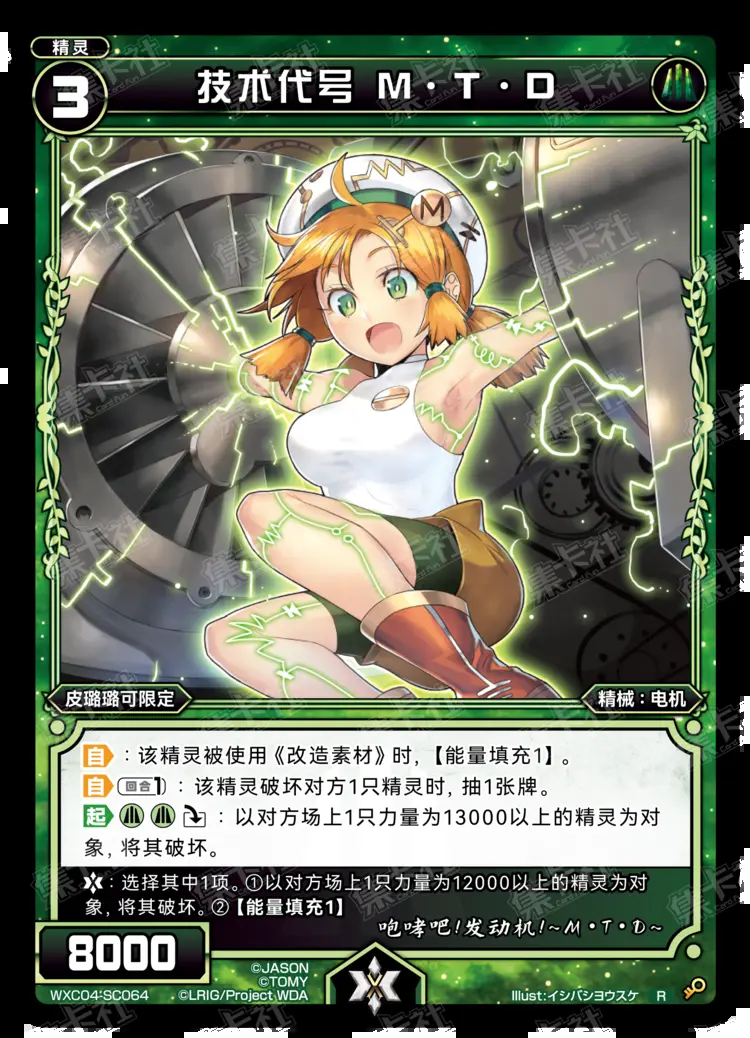 精灵
3
技术代号 M・T・D
M
皮璐璐可限定
精械：电机
自：该精灵被使用《改造素材》时，【能量填充1】。
自 回合1：该精灵破坏对方1只精灵时，抽1张牌。
起：以对方场上1只力量为13000以上的精灵为对
象，将其破坏。
：选择其中1项。①以对方场上1只力量为12000以上的精灵为对
象，将其破坏。②【能量填充1】
咆哮吧!发动机!~M・T・D~
8000
©JASON
©TOMY
WXC04-SC064 ©LRIG/Project WDA
Illust:イシバシヨウスケ R
集卡社
Card Fun